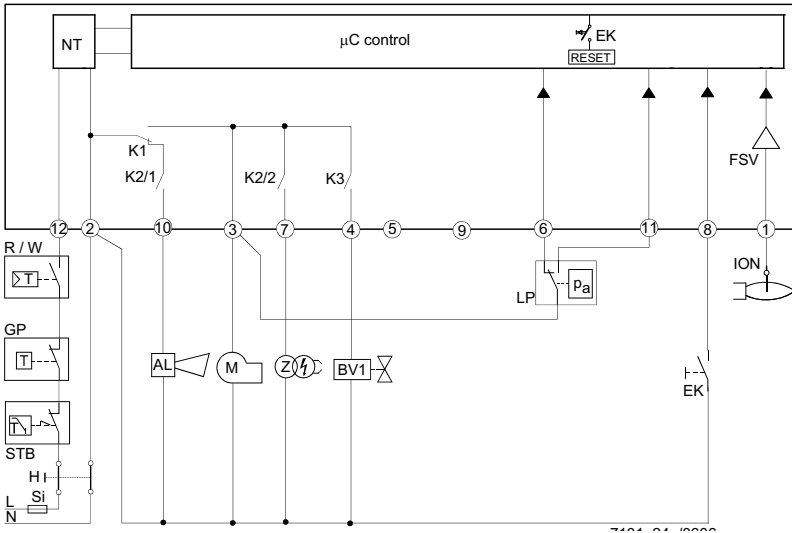 NT
μC control
EK
RESET
FSV
K1
K2/1
K2/2
K3
12
2
10
3
7
4
5
9
6
11
8
1
R / W
T
LP
pa
ION
GP
T
AL
M
Z
BV1
EK
T
STB
H
L
Si
N